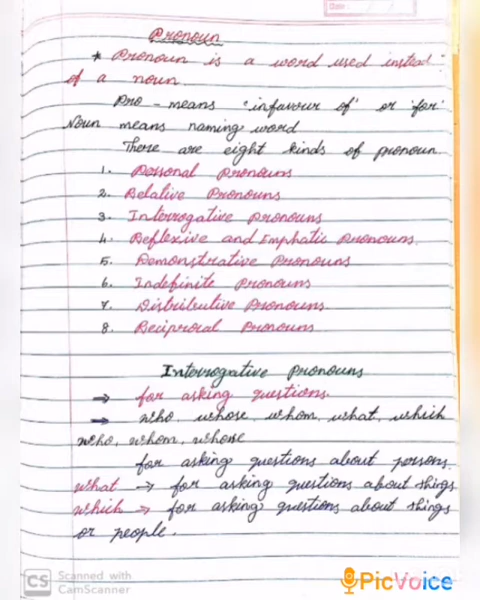 Date :
Pronoun
* Pronoun is a word used instead
of a noun
Pro - means 'infavour of' or 'for'
Noun means naming word
There are eight kinds of pronoun
1. Personal Pronouns
2. Relative Pronouns
3. Interrogative Pronouns
4. Reflexive and Emphatic Pronouns.
5. Demonstrative Pronouns
6. Indefinite Pronouns
7. Distributive Pronouns
8. Reciprocal Pronouns
Interrogative Pronouns
→ for asking questions.
→ who, whose, whom, what, which
who, whom, whose
for asking questions about persons.
what → for asking questions about things
which → for asking questions about things
or people.
CS Scanned with
CamScanner
PicVoice